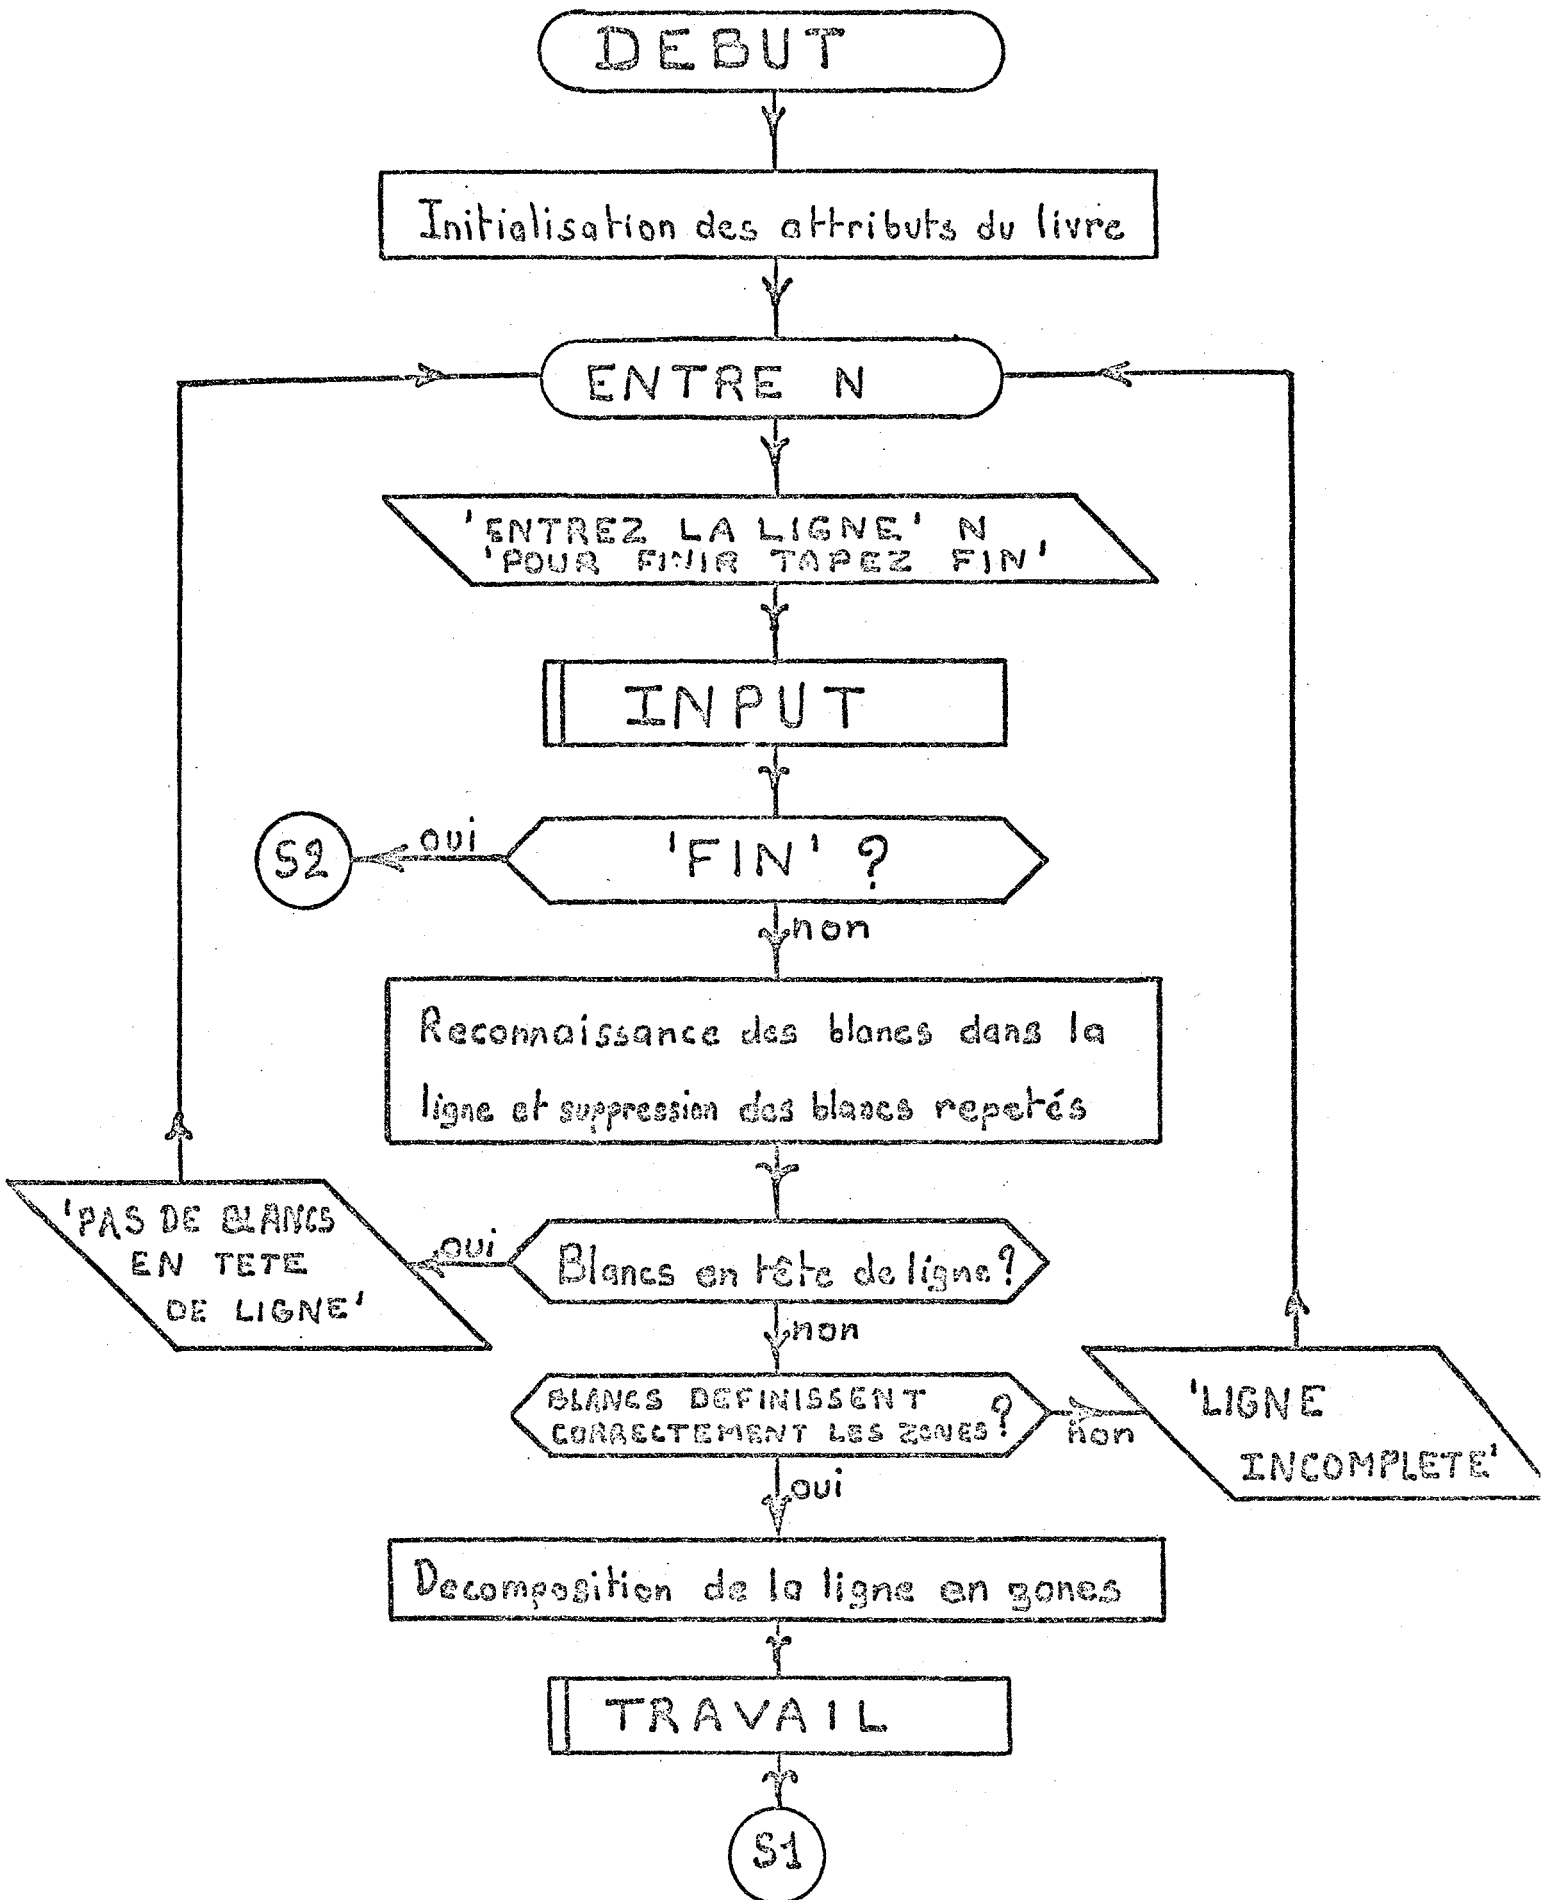 DEBUT
Initialisation des attributs du livre
ENTRE N
'ENTREZ LA LIGNE' N
'POUR FINIR TAPEZ FIN'
INPUT
S2
oui
'FIN' ?
non
Reconnaissance des blancs dans la
ligne et suppression des blancs repetés
'PAS DE BLANCS
EN TETE
DE LIGNE'
oui
Blancs en tête de ligne ?
non
BLANCS DEFINISSENT
CORRECTEMENT LES ZONES ?
non
'LIGNE
INCOMPLETE'
oui
Decomposition de la ligne en zones
TRAVAIL
S1